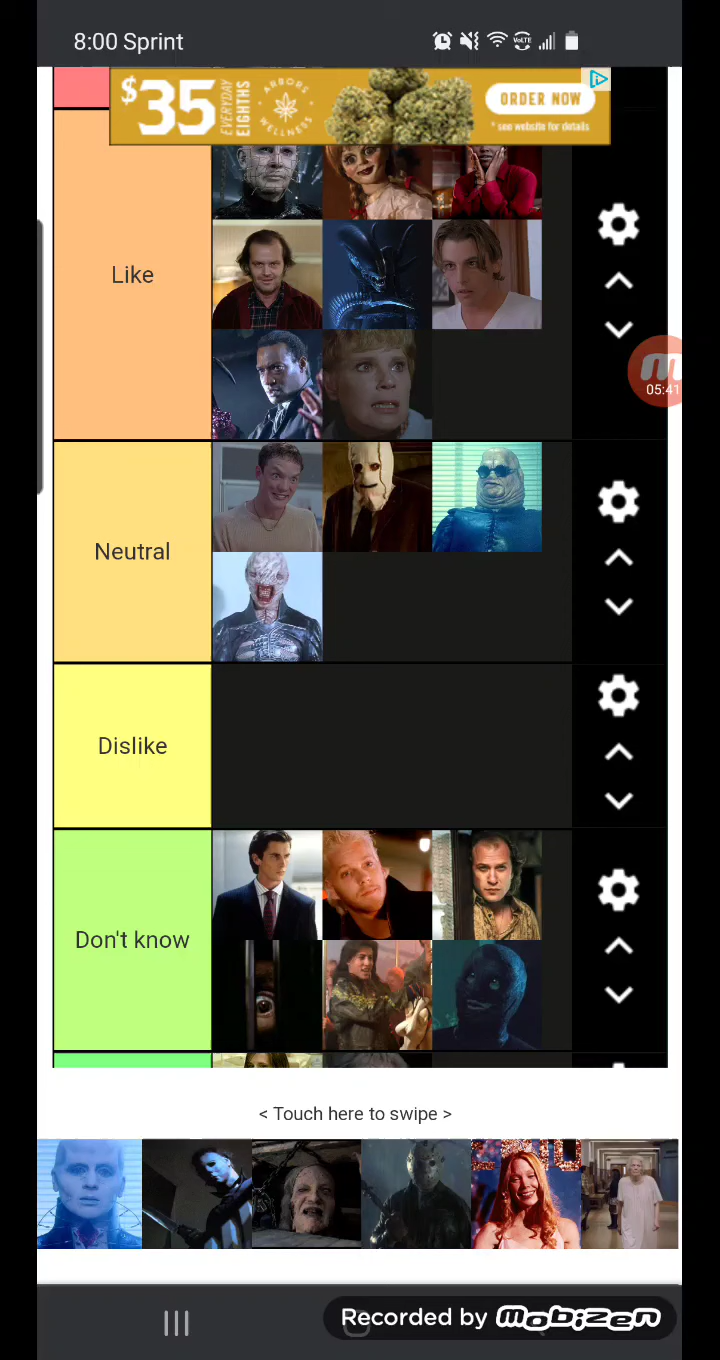 8:00 Sprint
VoLTE
$35
EVERYDAY
EIGHTHS
ARBORS
WELLNESS
ORDER NOW
* see website for details
Like
05:41
Neutral
Dislike
Don't know
< Touch here to swipe >
Recorded by mobizen